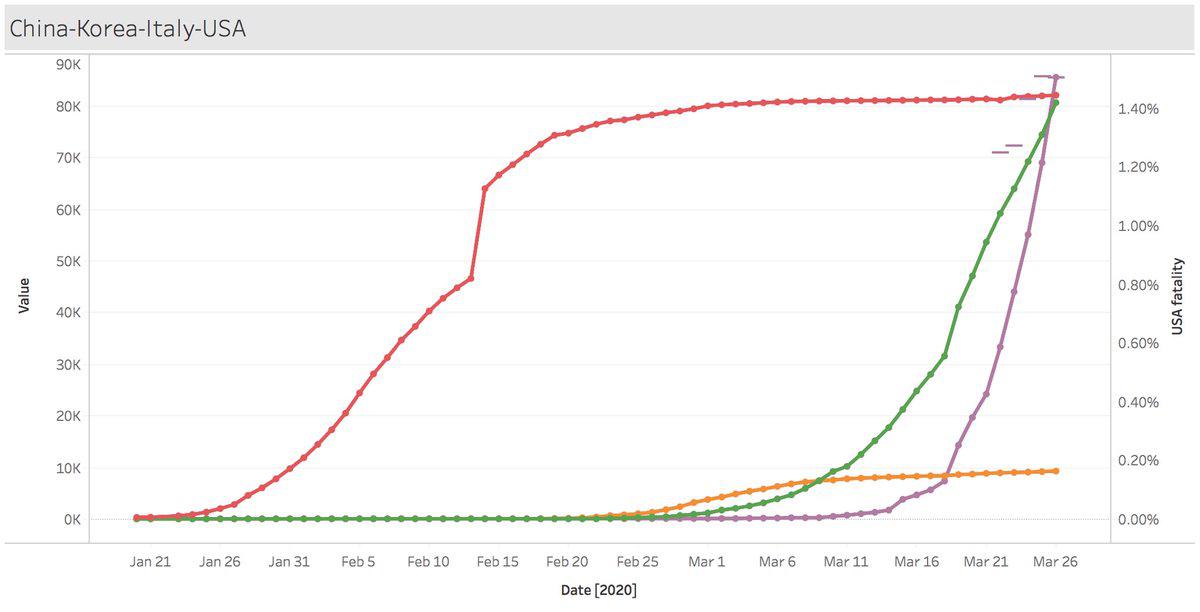 China-Korea-Italy-USA
90K
80K
70K
60K
50K
40K
30K
20K
10K
0K
Value
1.40%
1.20%
1.00%
0.80%
0.60%
0.40%
0.20%
0.00%
USA fatality
Jan 21 Jan 26 Jan 31 Feb 5 Feb 10 Feb 15 Feb 20 Feb 25 Mar 1 Mar 6 Mar 11 Mar 16 Mar 21 Mar 26
Date [2020]